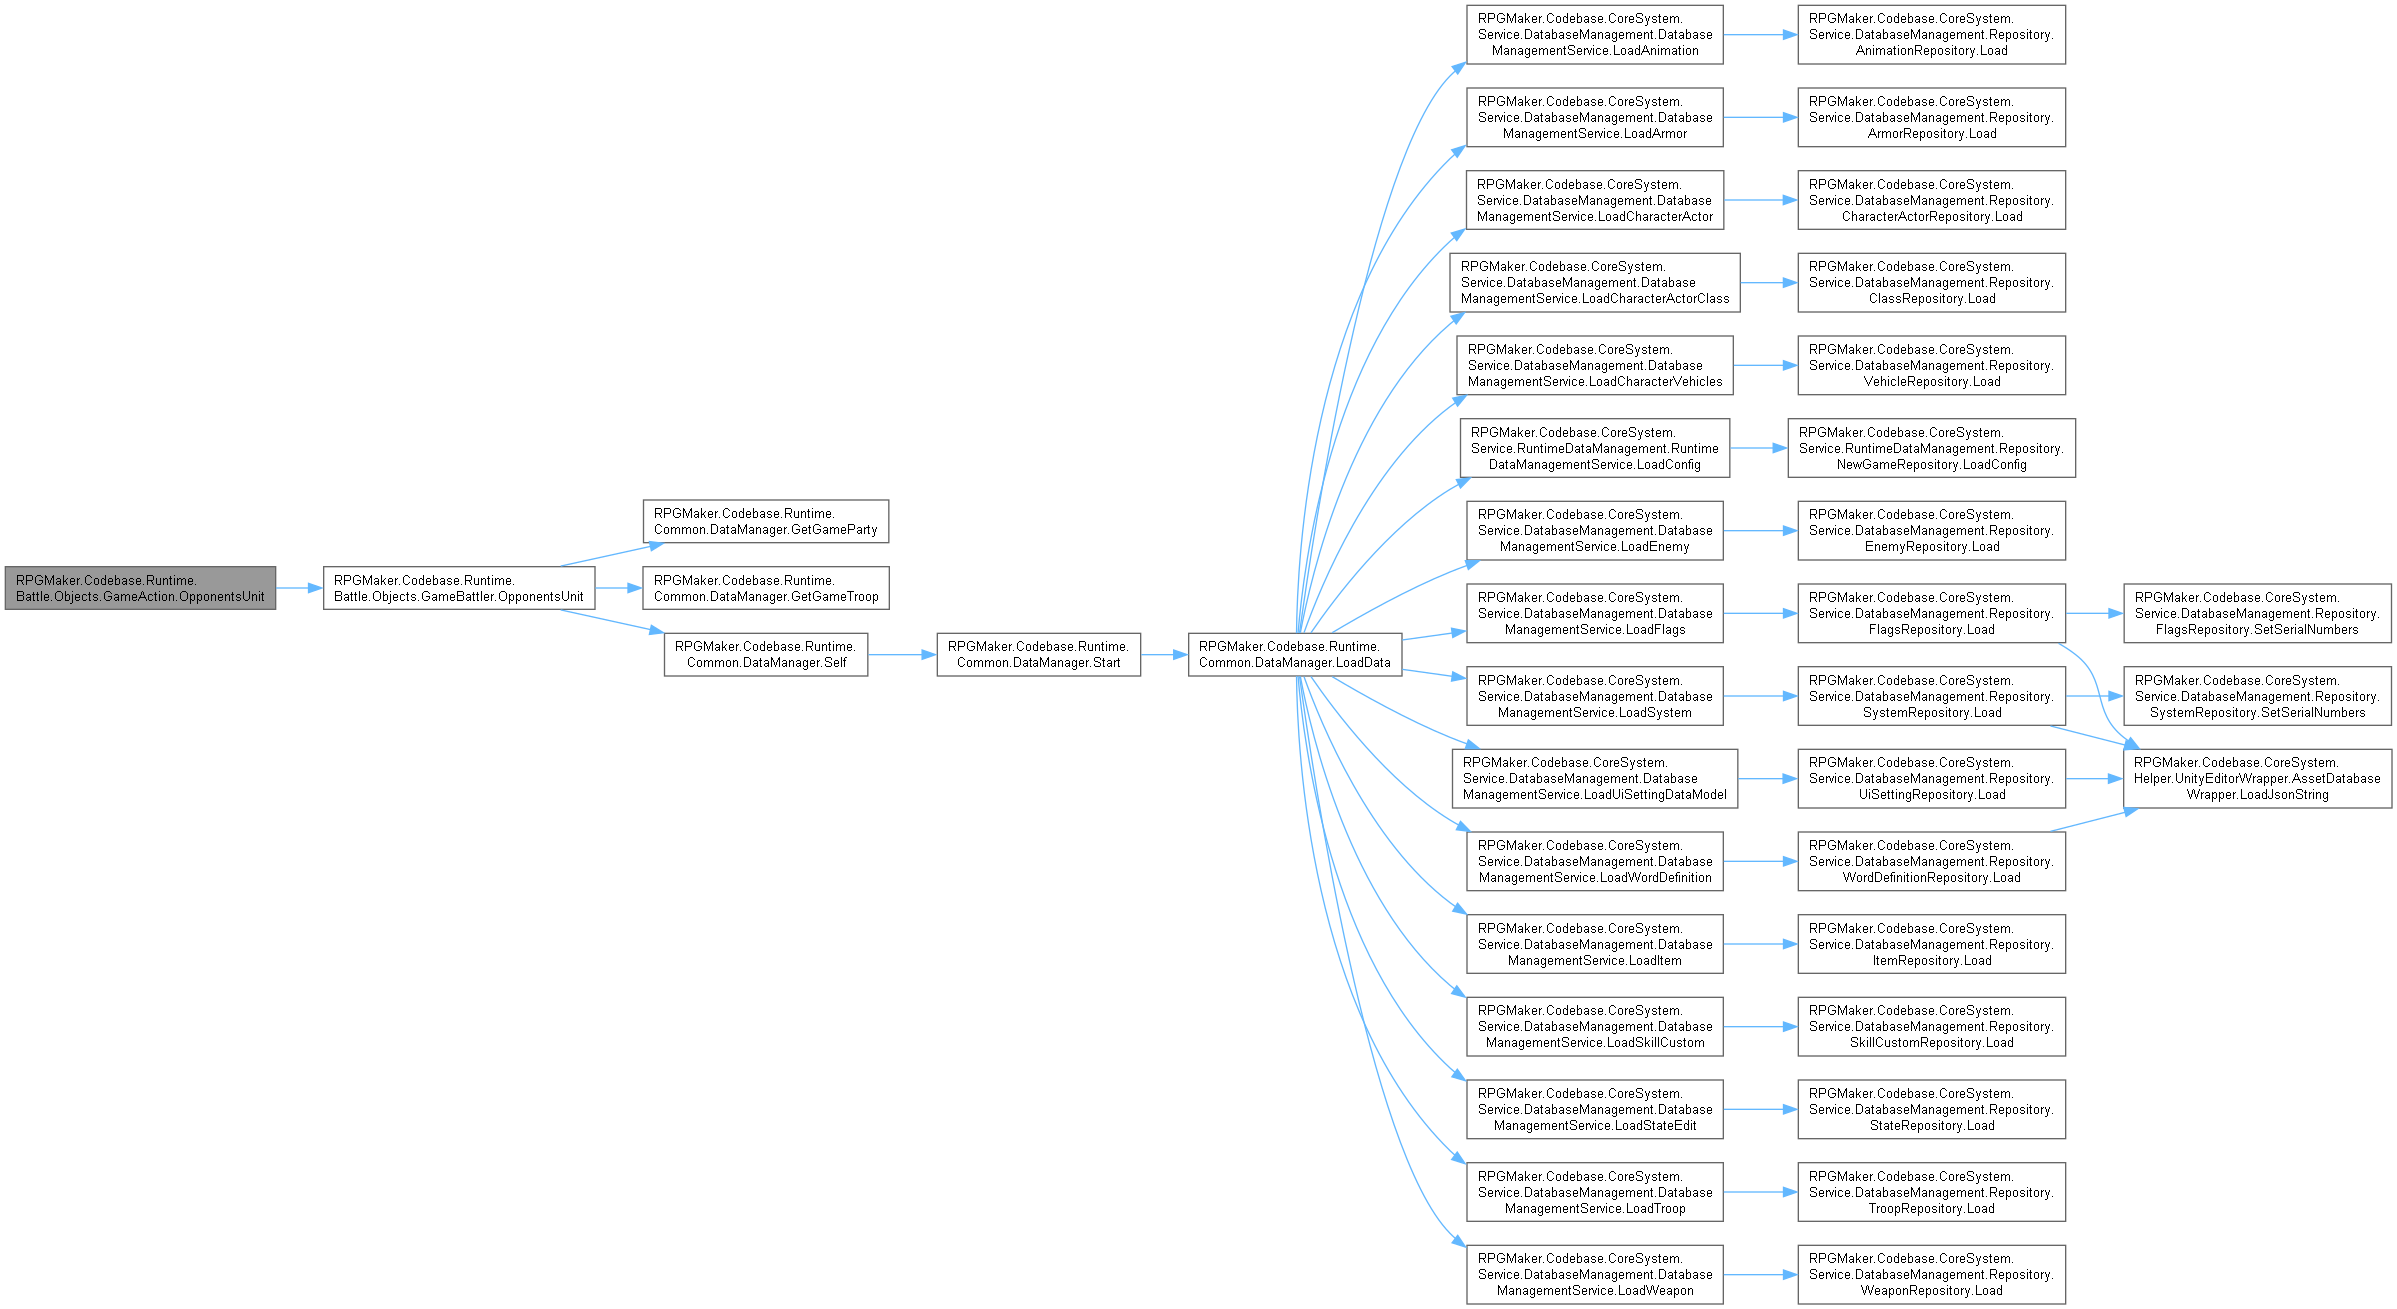 RPGMaker.Codebase.Runtime.
Battle.Objects.GameAction.OpponentsUnit
RPGMaker.Codebase.Runtime.
Battle.Objects.GameBattler.OpponentsUnit
RPGMaker.Codebase.Runtime.
Common.DataManager.GetGameParty
RPGMaker.Codebase.Runtime.
Common.DataManager.GetGameTroop
RPGMaker.Codebase.Runtime.
Common.DataManager.Self
RPGMaker.Codebase.Runtime.
Common.DataManager.Start
RPGMaker.Codebase.Runtime.
Common.DataManager.LoadData
RPGMaker.Codebase.CoreSystem.
Service.DatabaseManagement.Database
ManagementService.LoadAnimation
RPGMaker.Codebase.CoreSystem.
Service.DatabaseManagement.Repository.
AnimationRepository.Load
RPGMaker.Codebase.CoreSystem.
Service.DatabaseManagement.Database
ManagementService.LoadArmor
RPGMaker.Codebase.CoreSystem.
Service.DatabaseManagement.Repository.
ArmorRepository.Load
RPGMaker.Codebase.CoreSystem.
Service.DatabaseManagement.Database
ManagementService.LoadCharacterActor
RPGMaker.Codebase.CoreSystem.
Service.DatabaseManagement.Repository.
CharacterActorRepository.Load
RPGMaker.Codebase.CoreSystem.
Service.DatabaseManagement.Database
ManagementService.LoadCharacterActorClass
RPGMaker.Codebase.CoreSystem.
Service.DatabaseManagement.Repository.
ClassRepository.Load
RPGMaker.Codebase.CoreSystem.
Service.DatabaseManagement.Database
ManagementService.LoadCharacterVehicles
RPGMaker.Codebase.CoreSystem.
Service.DatabaseManagement.Repository.
VehicleRepository.Load
RPGMaker.Codebase.CoreSystem.
Service.RuntimeDataManagement.Runtime
DataManagementService.LoadConfig
RPGMaker.Codebase.CoreSystem.
Service.RuntimeDataManagement.Repository.
NewGameRepository.LoadConfig
RPGMaker.Codebase.CoreSystem.
Service.DatabaseManagement.Database
ManagementService.LoadEnemy
RPGMaker.Codebase.CoreSystem.
Service.DatabaseManagement.Repository.
EnemyRepository.Load
RPGMaker.Codebase.CoreSystem.
Service.DatabaseManagement.Database
ManagementService.LoadFlags
RPGMaker.Codebase.CoreSystem.
Service.DatabaseManagement.Repository.
FlagsRepository.Load
RPGMaker.Codebase.CoreSystem.
Service.DatabaseManagement.Repository.
FlagsRepository.SetSerialNumbers
RPGMaker.Codebase.CoreSystem.
Service.DatabaseManagement.Database
ManagementService.LoadSystem
RPGMaker.Codebase.CoreSystem.
Service.DatabaseManagement.Repository.
SystemRepository.Load
RPGMaker.Codebase.CoreSystem.
Service.DatabaseManagement.Repository.
SystemRepository.SetSerialNumbers
RPGMaker.Codebase.CoreSystem.
Service.DatabaseManagement.Database
ManagementService.LoadUiSettingDataModel
RPGMaker.Codebase.CoreSystem.
Service.DatabaseManagement.Repository.
UiSettingRepository.Load
RPGMaker.Codebase.CoreSystem.
Helper.UnityEditorWrapper.AssetDatabase
Wrapper.LoadJsonString
RPGMaker.Codebase.CoreSystem.
Service.DatabaseManagement.Database
ManagementService.LoadWordDefinition
RPGMaker.Codebase.CoreSystem.
Service.DatabaseManagement.Repository.
WordDefinitionRepository.Load
RPGMaker.Codebase.CoreSystem.
Service.DatabaseManagement.Database
ManagementService.LoadItem
RPGMaker.Codebase.CoreSystem.
Service.DatabaseManagement.Repository.
ItemRepository.Load
RPGMaker.Codebase.CoreSystem.
Service.DatabaseManagement.Database
ManagementService.LoadSkillCustom
RPGMaker.Codebase.CoreSystem.
Service.DatabaseManagement.Repository.
SkillCustomRepository.Load
RPGMaker.Codebase.CoreSystem.
Service.DatabaseManagement.Database
ManagementService.LoadStateEdit
RPGMaker.Codebase.CoreSystem.
Service.DatabaseManagement.Repository.
StateRepository.Load
RPGMaker.Codebase.CoreSystem.
Service.DatabaseManagement.Database
ManagementService.LoadTroop
RPGMaker.Codebase.CoreSystem.
Service.DatabaseManagement.Repository.
TroopRepository.Load
RPGMaker.Codebase.CoreSystem.
Service.DatabaseManagement.Database
ManagementService.LoadWeapon
RPGMaker.Codebase.CoreSystem.
Service.DatabaseManagement.Repository.
WeaponRepository.Load